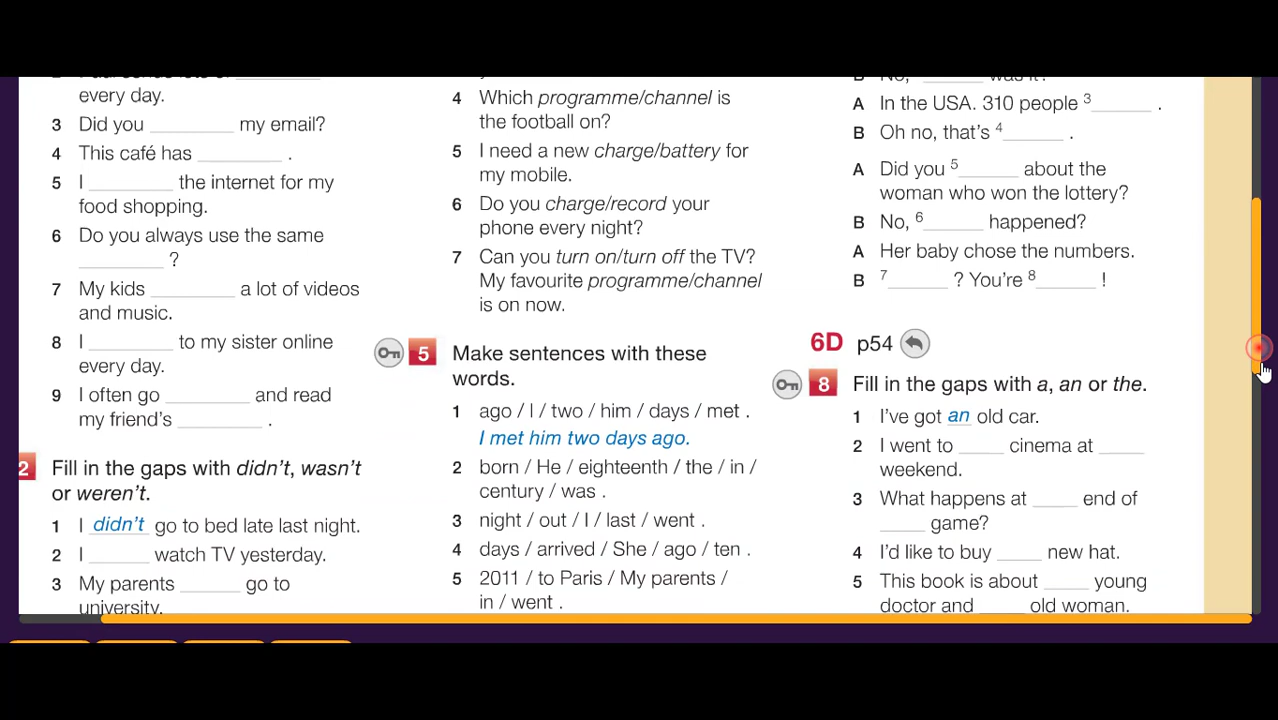 every day.
3 Did you ________ my email?
4 This café has ________ .
5 I ________ the internet for my
food shopping.
6 Do you always use the same
________ ?
7 My kids ________ a lot of videos
and music.
8 I ________ to my sister online
every day.
9 I often go ________ and read
my friend's ________ .
2 Fill in the gaps with didn't, wasn't
or weren't.
1 I didn't go to bed late last night.
2 I ______ watch TV yesterday.
3 My parents ______ go to
university.
4 Which programme/channel is
the football on?
5 I need a new charge/battery for
my mobile.
6 Do you charge/record your
phone every night?
7 Can you turn on/turn off the TV?
My favourite programme/channel
is on now.
5 Make sentences with these
words.
1 ago / I / two / him / days / met .
I met him two days ago.
2 born / He / eighteenth / the / in /
century / was .
3 night / out / I / last / went .
4 days / arrived / She / ago / ten .
5 2011 / to Paris / My parents /
in / went .
B No, ______ was it?
A In the USA. 310 people 3______ .
B Oh no, that's 4______ .
A Did you 5______ about the
woman who won the lottery?
B No, 6______ happened?
A Her baby chose the numbers.
B 7______ ? You're 8______ !
6D p54
8 Fill in the gaps with a, an or the.
1 I've got an old car.
2 I went to _____ cinema at _____
weekend.
3 What happens at _____ end of
_____ game?
4 I'd like to buy _____ new hat.
5 This book is about _____ young
doctor and _____ old woman.